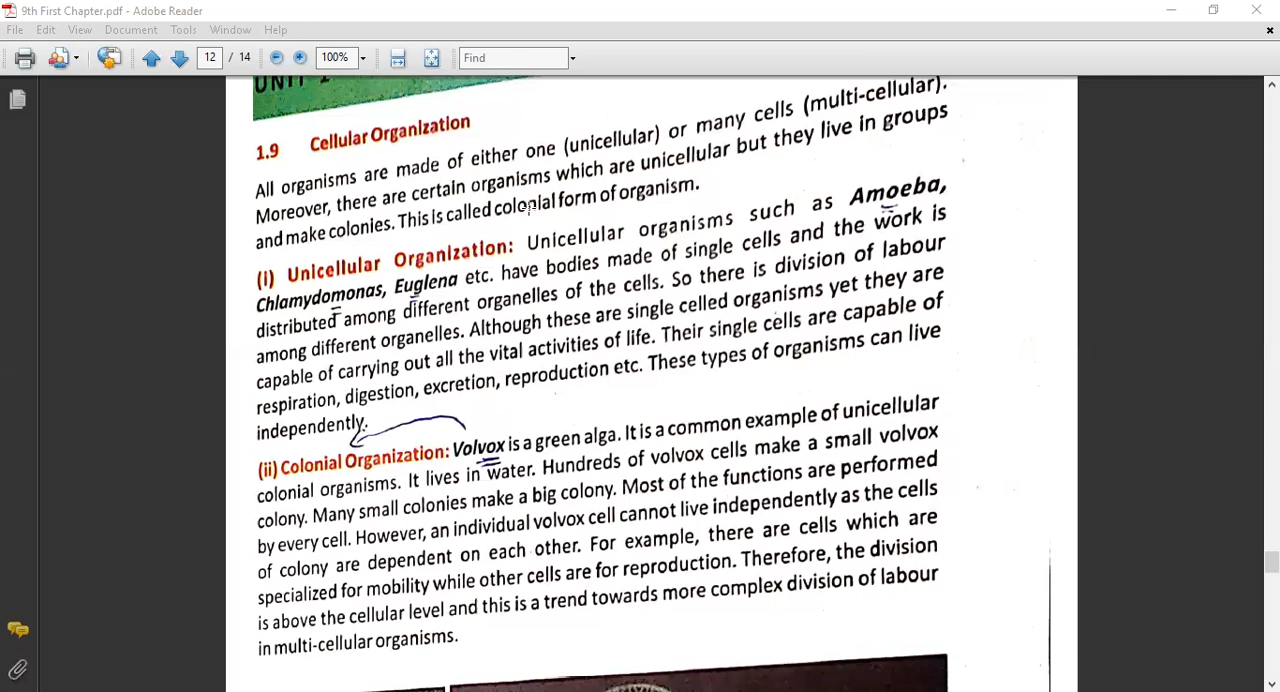 9th First Chapter.pdf - Adobe Reader
File Edit View Document Tools Window Help
12 / 14 100% Find
UNIT 1
1.9 Cellular Organization
All organisms are made of either one (unicellular) or many cells (multi-cellular).
Moreover, there are certain organisms which are unicellular but they live in groups
and make colonies. This is called colonial form of organism.
(i) Unicellular Organization: Unicellular organisms such as Amoeba,
Chlamydomonas, Euglena etc. have bodies made of single cells and the work is
distributed among different organelles of the cells. So there is division of labour
among different organelles. Although these are single celled organisms yet they are
capable of carrying out all the vital activities of life. Their single cells are capable of
respiration, digestion, excretion, reproduction etc. These types of organisms can live
independently.
(ii) Colonial Organization: Volvox is a green alga. It is a common example of unicellular
colonial organisms. It lives in water. Hundreds of volvox cells make a small volvox
colony. Many small colonies make a big colony. Most of the functions are performed
by every cell. However, an individual volvox cell cannot live independently as the cells
of colony are dependent on each other. For example, there are cells which are
specialized for mobility while other cells are for reproduction. Therefore, the division
is above the cellular level and this is a trend towards more complex division of labour
in multi-cellular organisms.